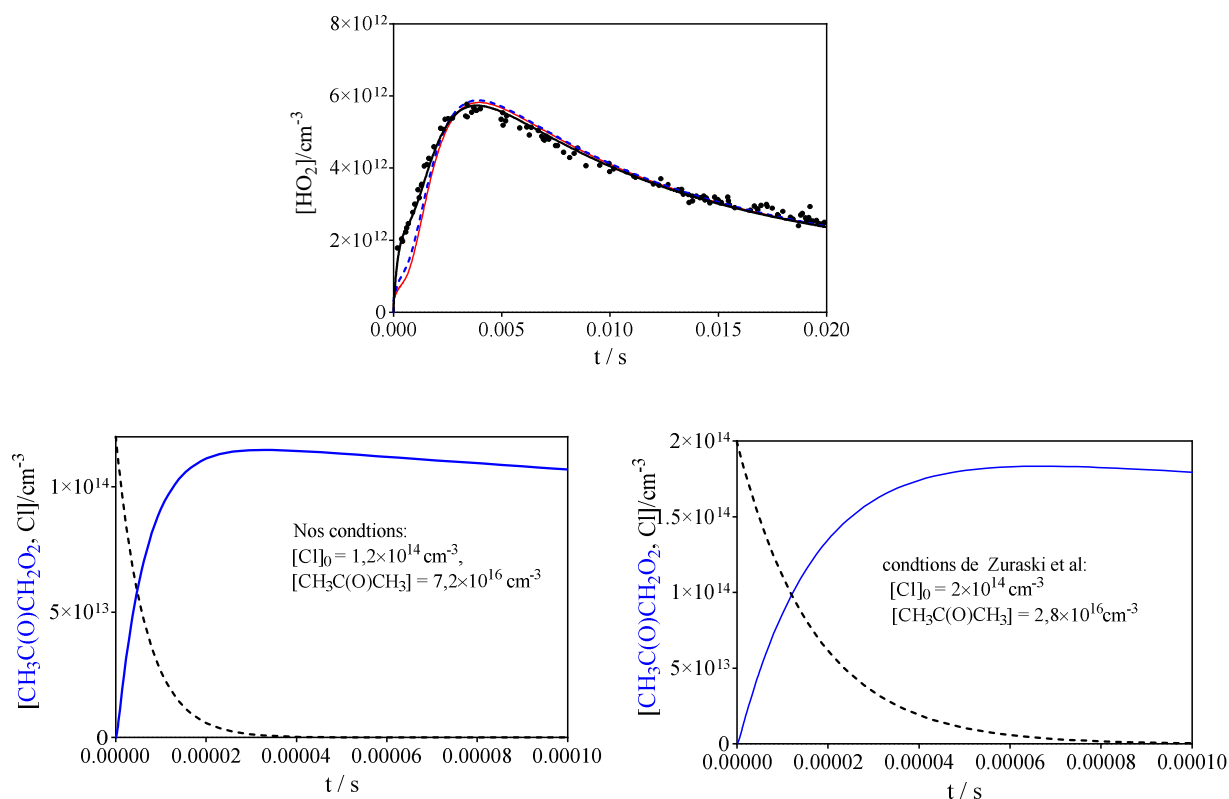 8×10¹²
6×10¹²
4×10¹²
2×10¹²
0
[HO₂]/cm⁻³
0.000 0.005 0.010 0.015 0.020
t / s
[CH₃C(O)CH₂O₂, Cl]/cm⁻³
1×10¹⁴
5×10¹³
0
Nos condtions:
[Cl]₀ = 1,2×10¹⁴ cm⁻³,
[CH₃C(O)CH₃] = 7,2×10¹⁶ cm⁻³
0.00000 0.00002 0.00004 0.00006 0.00008 0.00010
t / s
[CH₃C(O)CH₂O₂, Cl]/cm⁻³
2×10¹⁴
1.5×10¹⁴
1×10¹⁴
5×10¹³
0
condtions de Zuraski et al:
[Cl]₀ = 2×10¹⁴ cm⁻³
[CH₃C(O)CH₃] = 2,8×10¹⁶cm⁻³
0.00000 0.00002 0.00004 0.00006 0.00008 0.00010
t / s